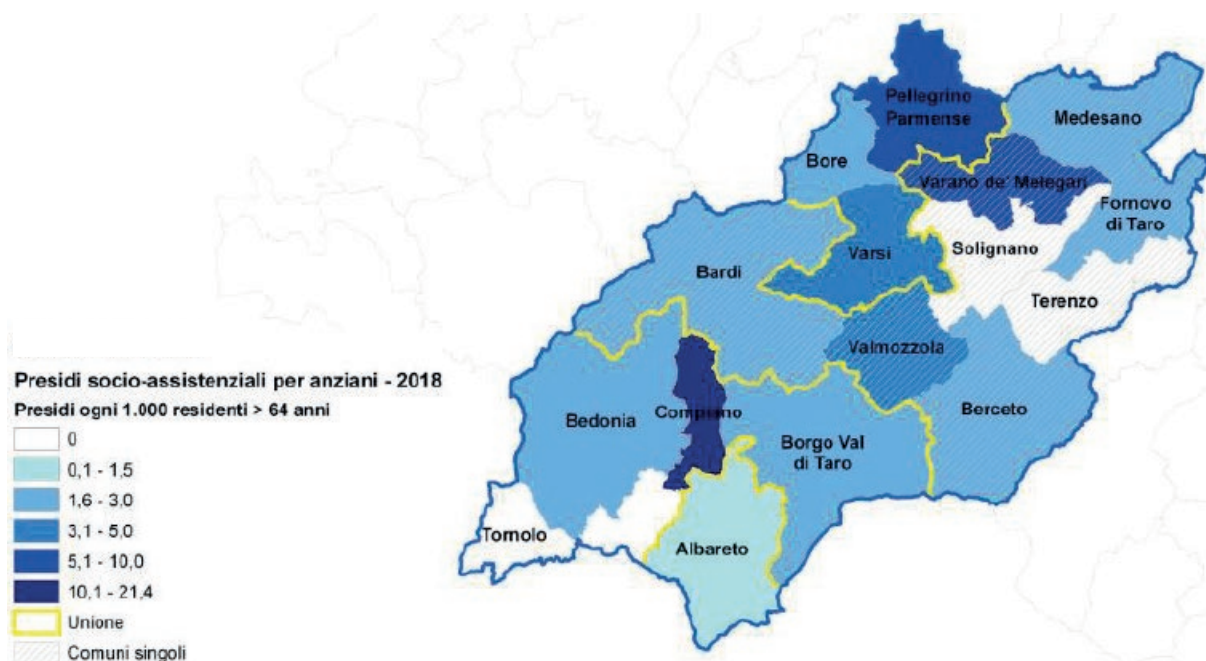 Pellegrino
Parmense
Medesano
Bore
Varano de' Melegari
Fornovo
di Taro
Solignano
Varsi
Bardi
Terenzo
Valmozzola
Presidi socio-assistenziali per anziani - 2018
Presidi ogni 1.000 residenti > 64 anni
0
0,1 - 1,5
1,6 - 3,0
3,1 - 5,0
5,1 - 10,0
10,1 - 21,4
Unione
Comuni singoli
Bedonia
Compiano
Berceto
Borgo Val
di Taro
Tornolo
Albareto